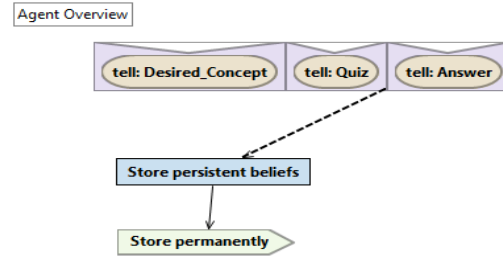 Agent Overview
tell: Desired_Concept tell: Quiz tell: Answer
Store persistent beliefs
Store permanently